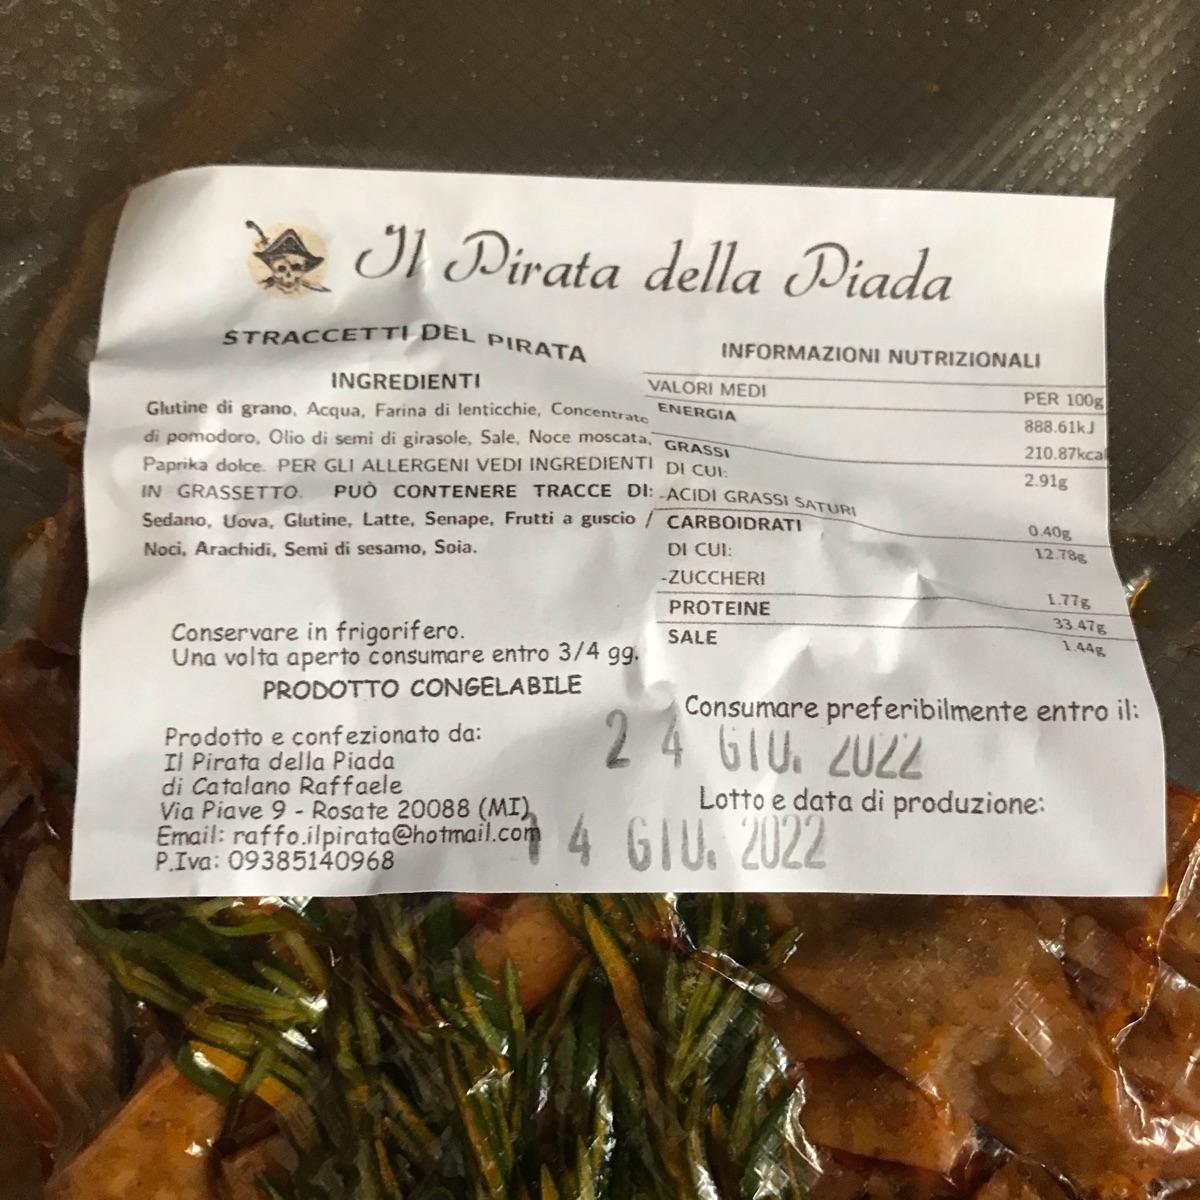 Il Pirata della Piada
STRACCETTI DEL PIRATA
INGREDIENTI
Glutine di grano, Acqua, Farina di lenticchie, Concentrato
di pomodoro, Olio di semi di girasole, Sale, Noce moscata,
Paprika dolce. PER GLI ALLERGENI VEDI INGREDIENTI
IN GRASSETTO. PUÒ CONTENERE TRACCE DI:
Sedano, Uova, Glutine, Latte, Senape, Frutti a guscio /
Noci, Arachidi, Semi di sesamo, Soia.
Conservare in frigorifero.
Una volta aperto consumare entro 3/4 gg.
PRODOTTO CONGELABILE
Prodotto e confezionato da:
Il Pirata della Piada
di Catalano Raffaele
Via Piave 9 - Rosate 20088 (MI)
Email: raffo.ilpirata@hotmail.com
P.Iva: 09385140968
INFORMAZIONI NUTRIZIONALI
VALORI MEDI PER 100g
ENERGIA 888.61kJ
210.87kcal
GRASSI 2.91g
DI CUI:
-ACIDI GRASSI SATURI 0.40g
CARBOIDRATI 12.78g
DI CUI:
-ZUCCHERI 1.77g
PROTEINE 33.47g
SALE 1.44g
Consumare preferibilmente entro il:
24 GIU. 2022
Lotto e data di produzione:
14 GIU. 2022